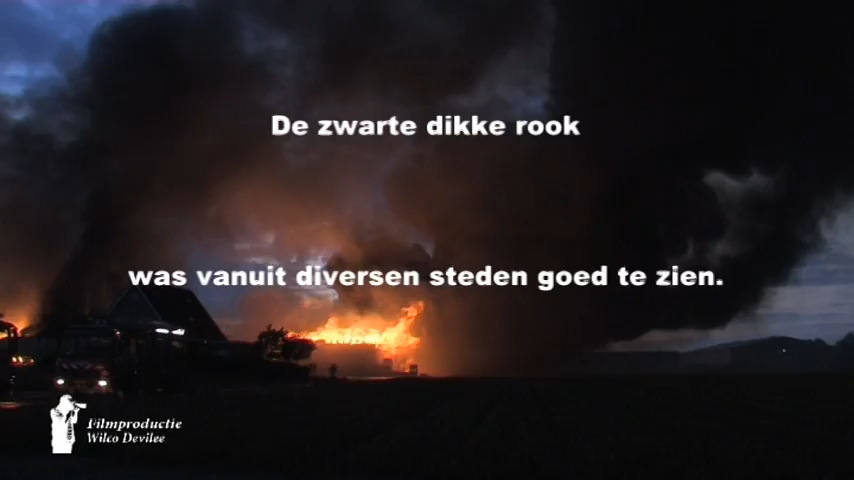 De zwarte dikke rook
was vanuit diversen steden goed te zien.
Filmproductie
Wilco Devilee